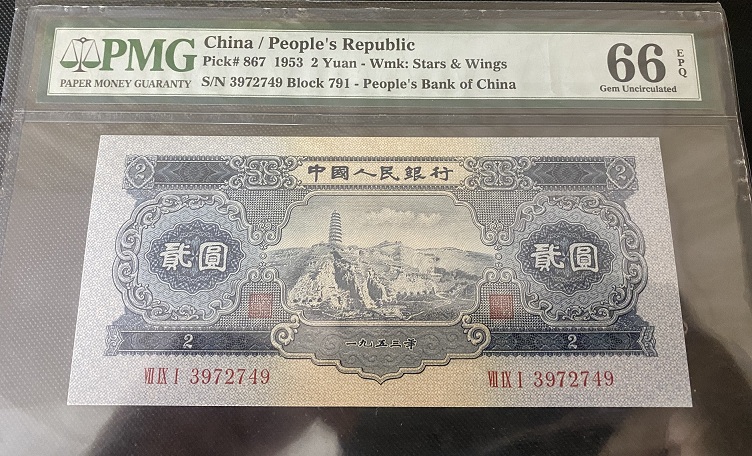 PMG
PAPER MONEY GUARANTY
China / People's Republic
Pick# 867 1953 2 Yuan - Wmk: Stars & Wings
S/N 3972749 Block 791 - People's Bank of China
66 EPQ
Gem Uncirculated
中國人民銀行
2 2
貳圓 貳圓
一九五三年
2 2
VII IX I 3972749 VII IX I 3972749